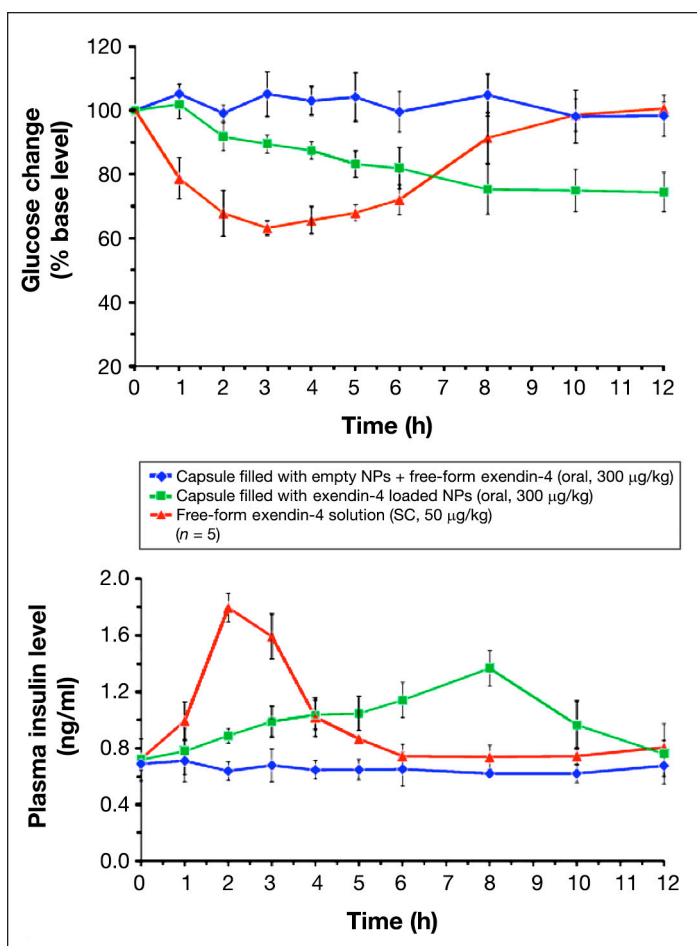 120
100
80
60
40
20
Glucose change
(% base level)
0 1 2 3 4 5 6 7 8 9 10 11 12
Time (h)
Capsule filled with empty NPs + free-form exendin-4 (oral, 300 μg/kg)
Capsule filled with exendin-4 loaded NPs (oral, 300 μg/kg)
Free-form exendin-4 solution (SC, 50 μg/kg)
(n = 5)
2.0
1.6
1.2
0.8
0.4
0.0
Plasma insulin level
(ng/ml)
0 1 2 3 4 5 6 7 8 9 10 11 12
Time (h)